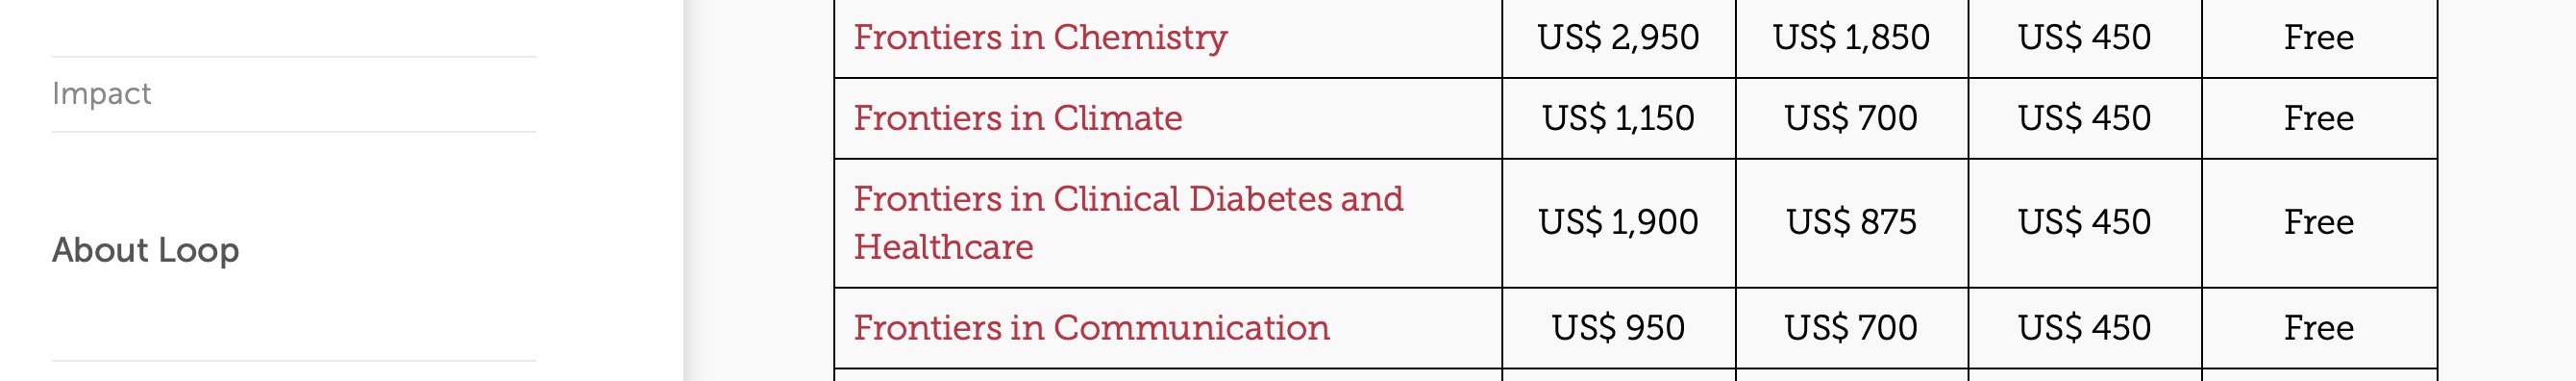 Impact
About Loop
Frontiers in Chemistry US$ 2,950 US$ 1,850 US$ 450 Free
Frontiers in Climate US$ 1,150 US$ 700 US$ 450 Free
Frontiers in Clinical Diabetes and
Healthcare US$ 1,900 US$ 875 US$ 450 Free
Frontiers in Communication US$ 950 US$ 700 US$ 450 Free